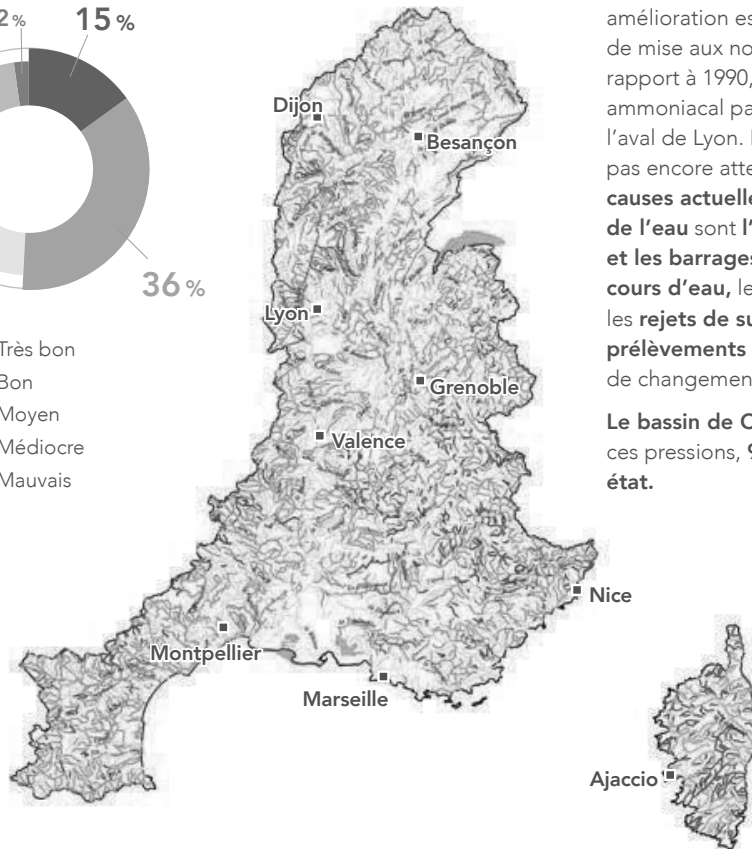 2 %
15 %
36 %
Très bon
Bon
Moyen
Médiocre
Mauvais
Dijon
Besançon
Lyon
Grenoble
Valence
Nice
Montpellier
Marseille
Ajaccio
amélioration es
de mise aux no
rapport à 1990,
ammoniacal pa
l'aval de Lyon.
pas encore atte
causes actuelle
de l'eau sont l'
et les barrages
cours d'eau, le
les rejets de su
prélèvements
de changemen
Le bassin de C
ces pressions, 9
état.